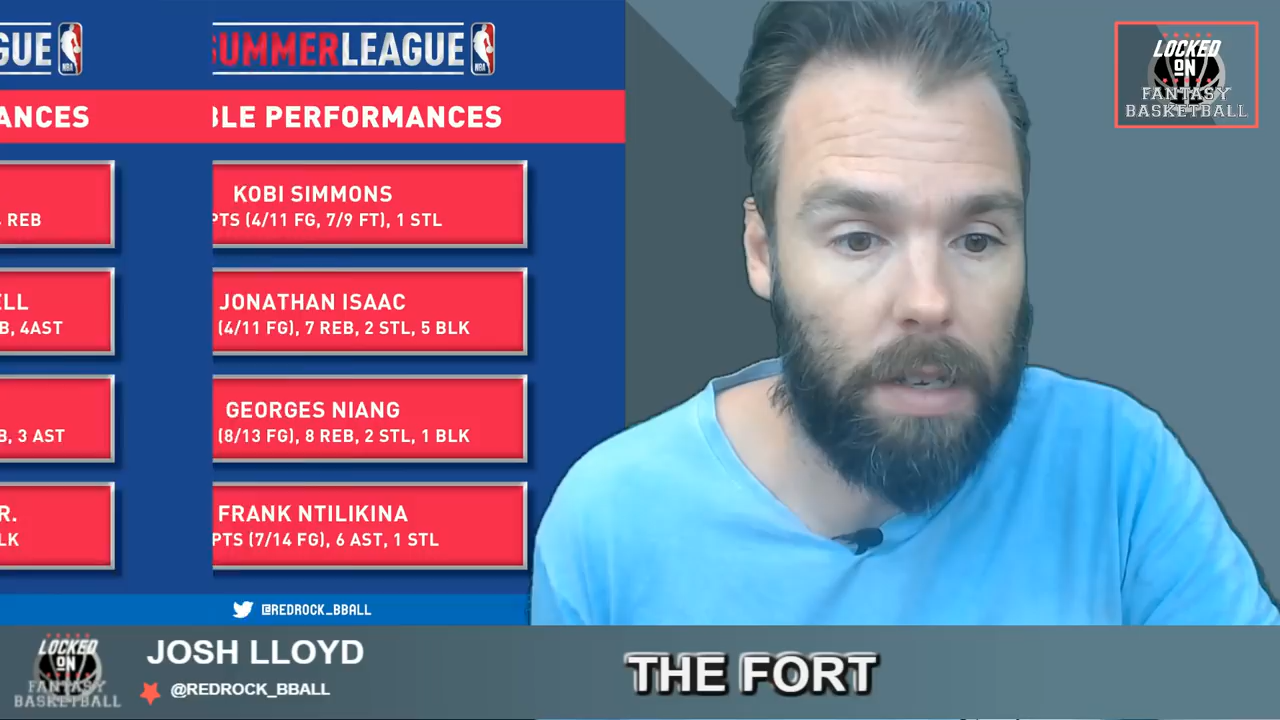 GUE
NBA
SUMMERLEAGUE
NBA
ANCES
BLE PERFORMANCES
REB
KOBI SIMMONS
PTS (4/11 FG, 7/9 FT), 1 STL
ELL
B, 4AST
JONATHAN ISAAC
(4/11 FG), 7 REB, 2 STL, 5 BLK
B, 3 AST
GEORGES NIANG
(8/13 FG), 8 REB, 2 STL, 1 BLK
R.
LK
FRANK NTILIKINA
PTS (7/14 FG), 6 AST, 1 STL
@REDROCK_BBALL
LOCKED
ON
FANTASY
BASKETBALL
LOCKED
ON
FANTASY
BASKETBALL
JOSH LLOYD
@REDROCK_BBALL
THE FORT